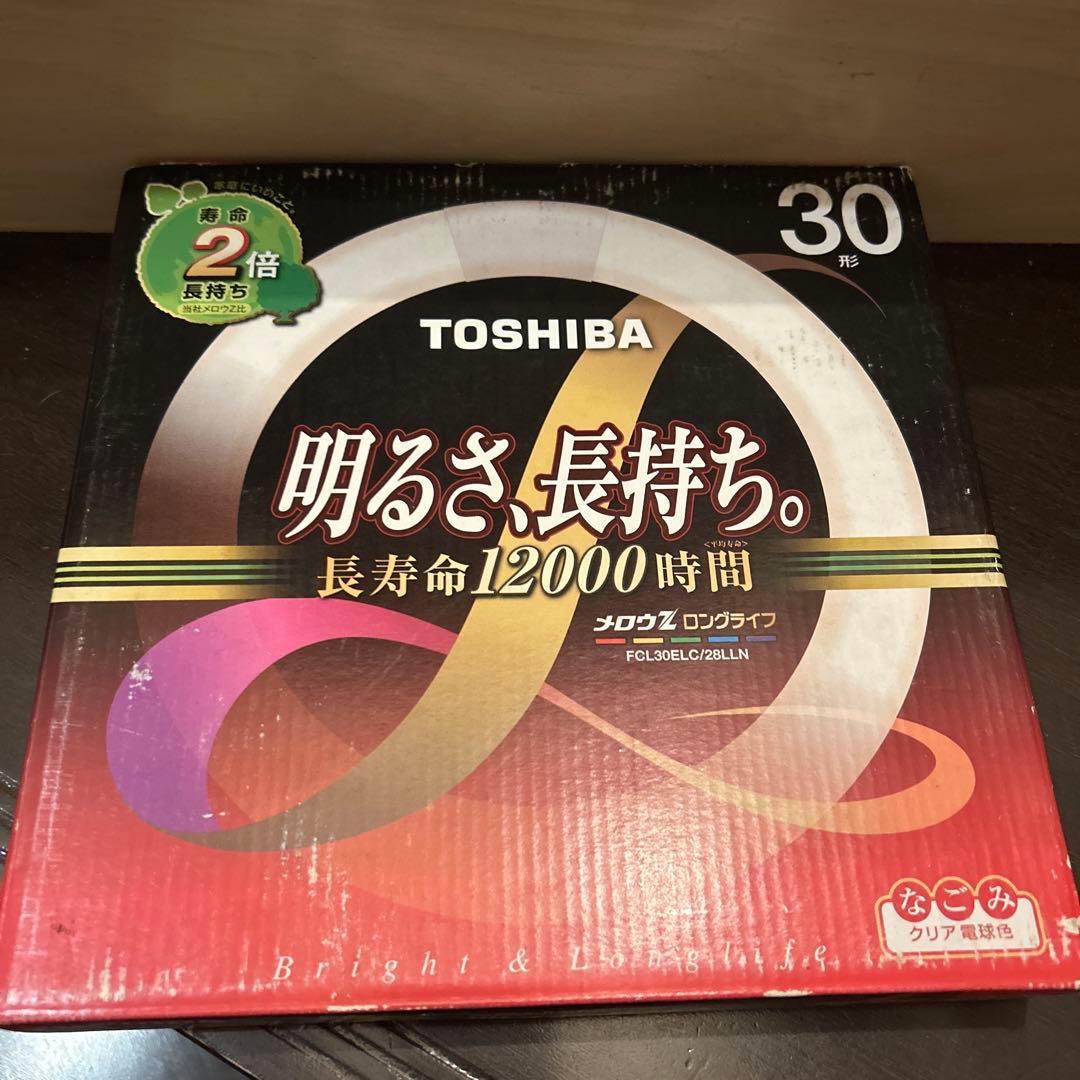 家庭にいいこと。
寿命
2倍
長持ち
当社メロウZ比
30
形
TOSHIBA
明るさ、長持ち。
<平均寿命>
長寿命12000時間
メロウZ ロングライフ
FCL30ELC/28LLN
なごみ
クリア電球色
Bright & Longlife